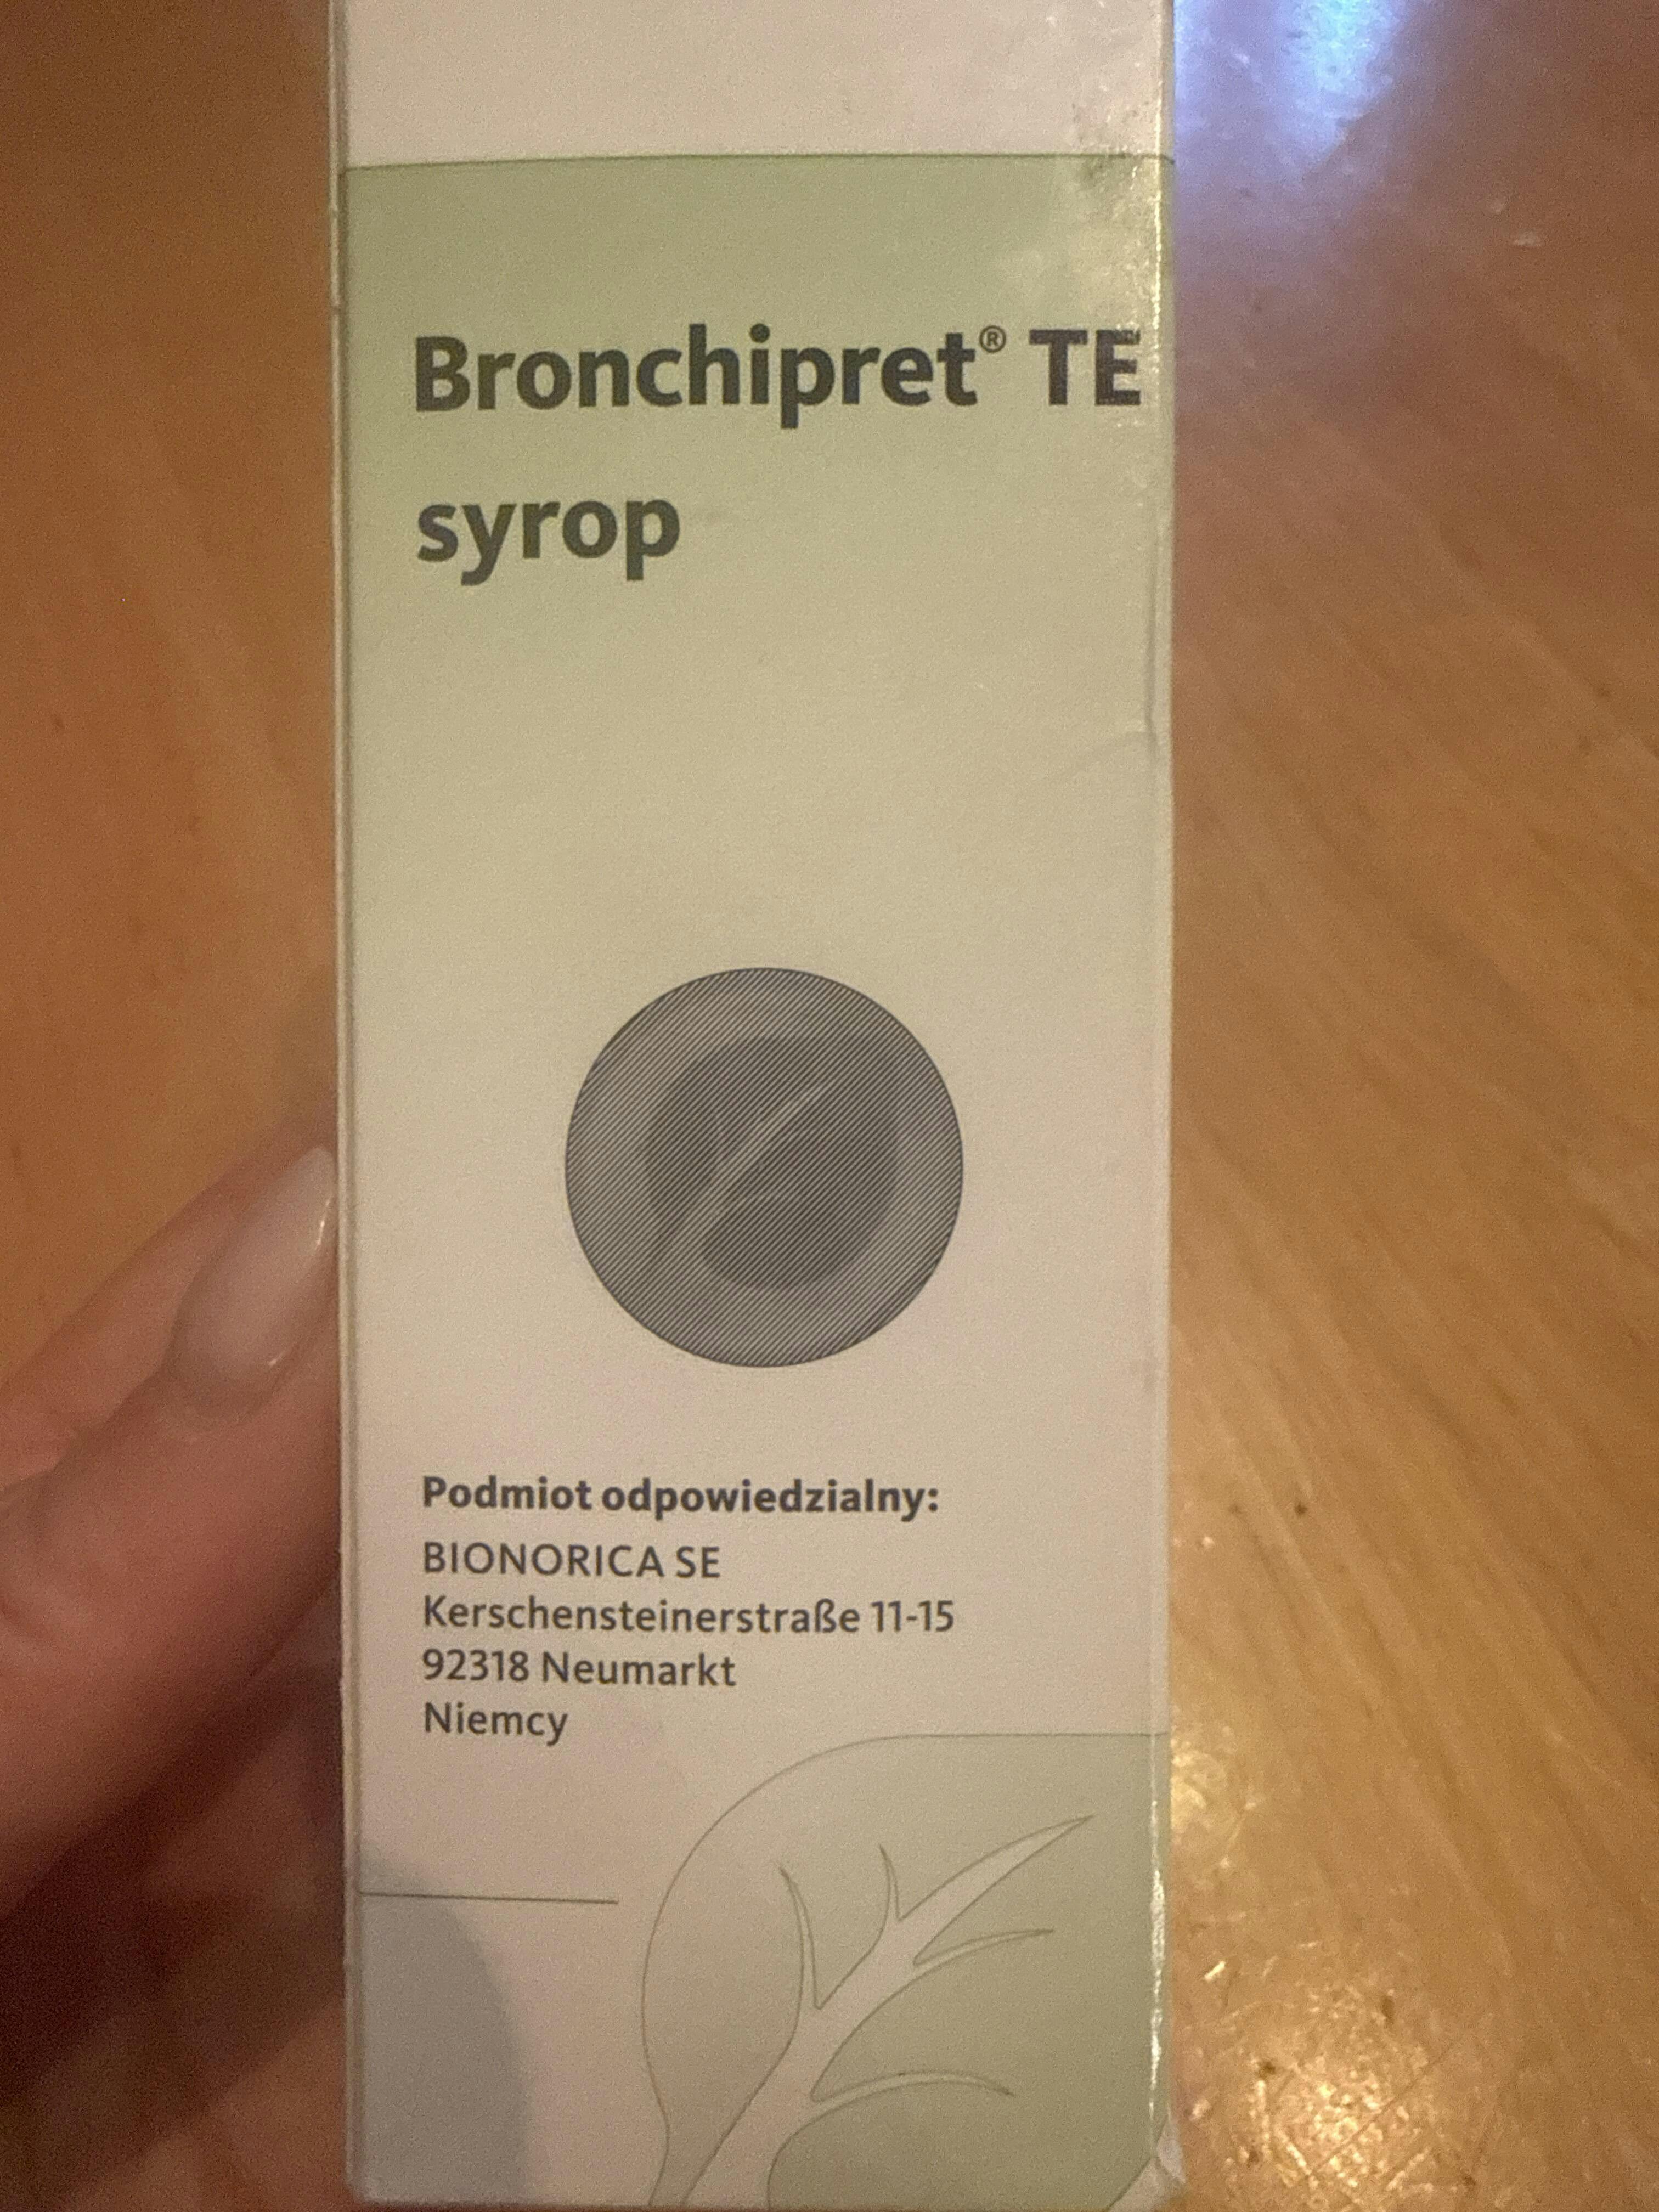 Bronchipret® TE
syrop
Podmiot odpowiedzialny:
BIONORICA SE
Kerschensteinerstraße 11-15
92318 Neumarkt
Niemcy